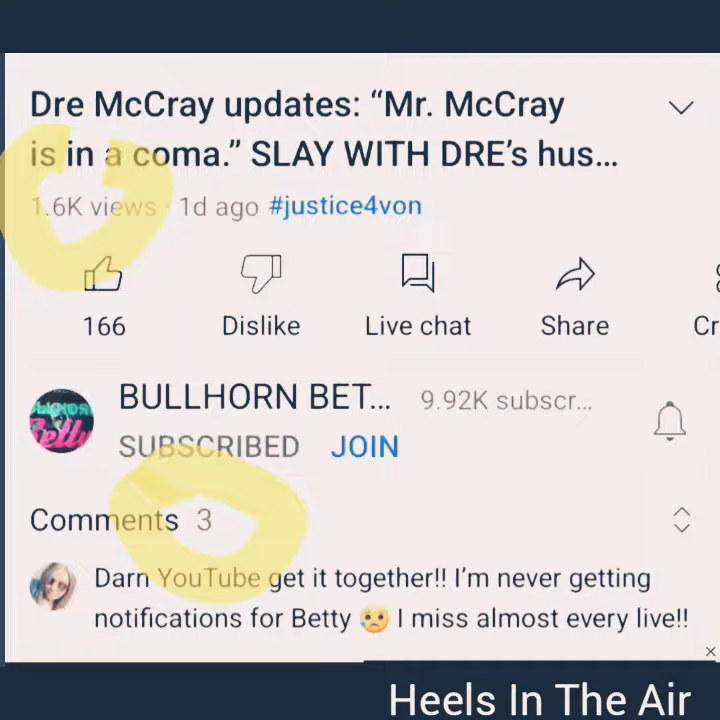 Dre McCray updates: “Mr. McCray
is in a coma.” SLAY WITH DRE’s hus...
1.6K views · 1d ago #justice4von
166 Dislike Live chat Share Cr
BULLHORN BET... 9.92K subscr...
SUBSCRIBED JOIN
Comments 3
Darn YouTube get it together!! I’m never getting
notifications for Betty 😢 I miss almost every live!!
Heels In The Air